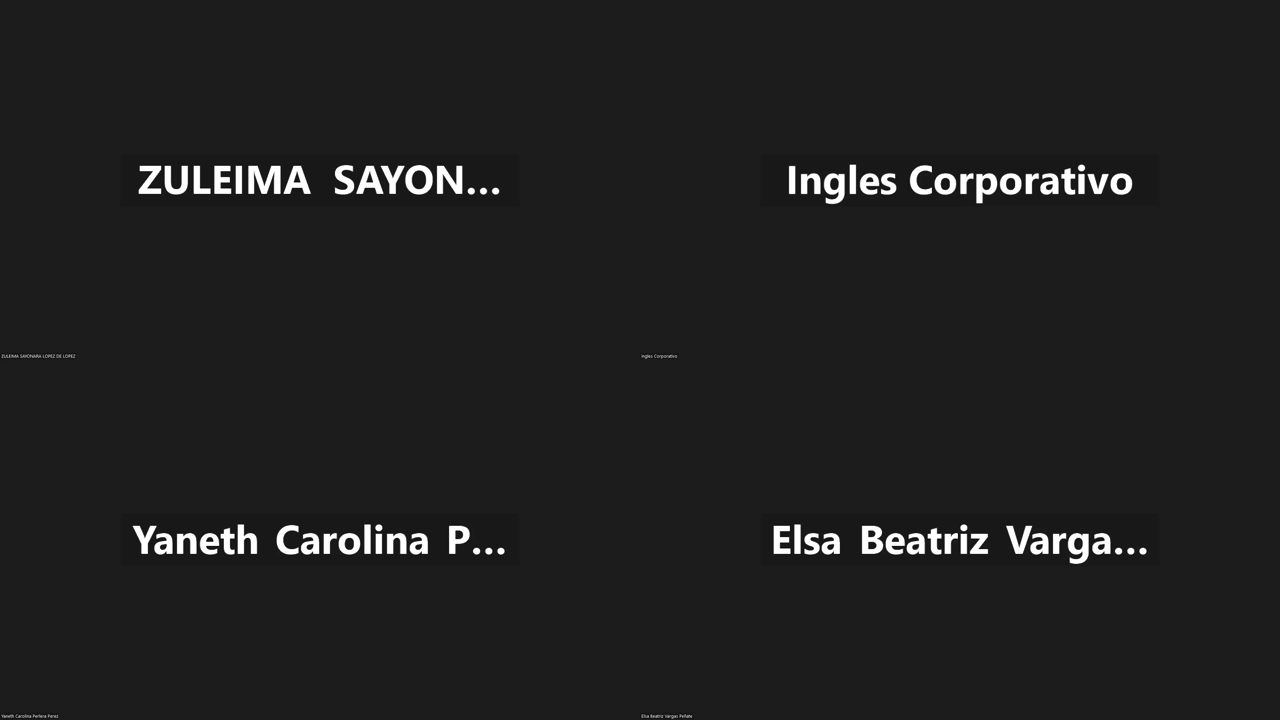 ZULEIMA SAYON...
Ingles Corporativo
ZULEIMA SAYONARA LOPEZ DE LOPEZ
Ingles Corporativo
Yaneth Carolina P...
Elsa Beatriz Varga...
Yaneth Carolina Perlera Perez
Elsa Beatriz Vargas Peñate